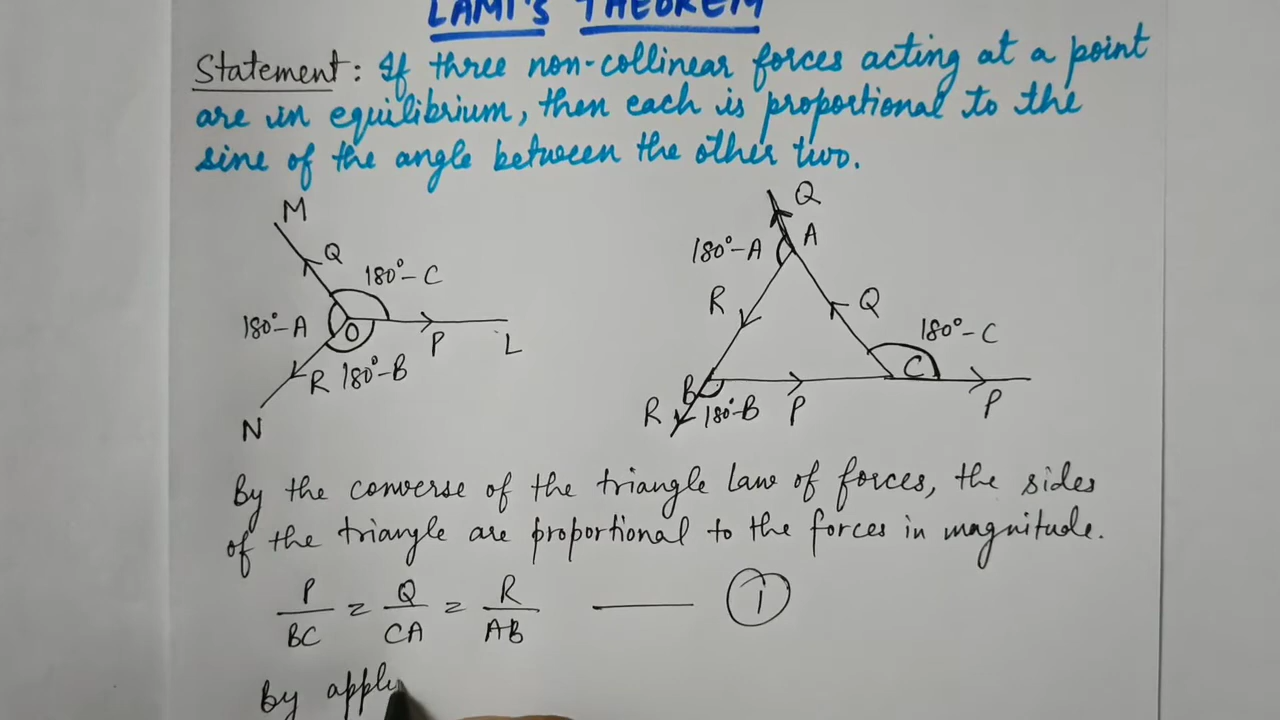 LAMI'S THEOREM
Statement: If three non-collinear forces acting at a point
are in equilibrium, then each is proportional to the
sine of the angle between the other two.
M
Q
180°-C
180°-A
O
P
L
R
180°-B
N
Q
A
180°-A
R
Q
180°-C
B
C
R
180°-B
P
P
By the converse of the triangle law of forces, the sides
of the triangle are proportional to the forces in magnitude.
P/BC = Q/CA = R/AB —— 1
By apply